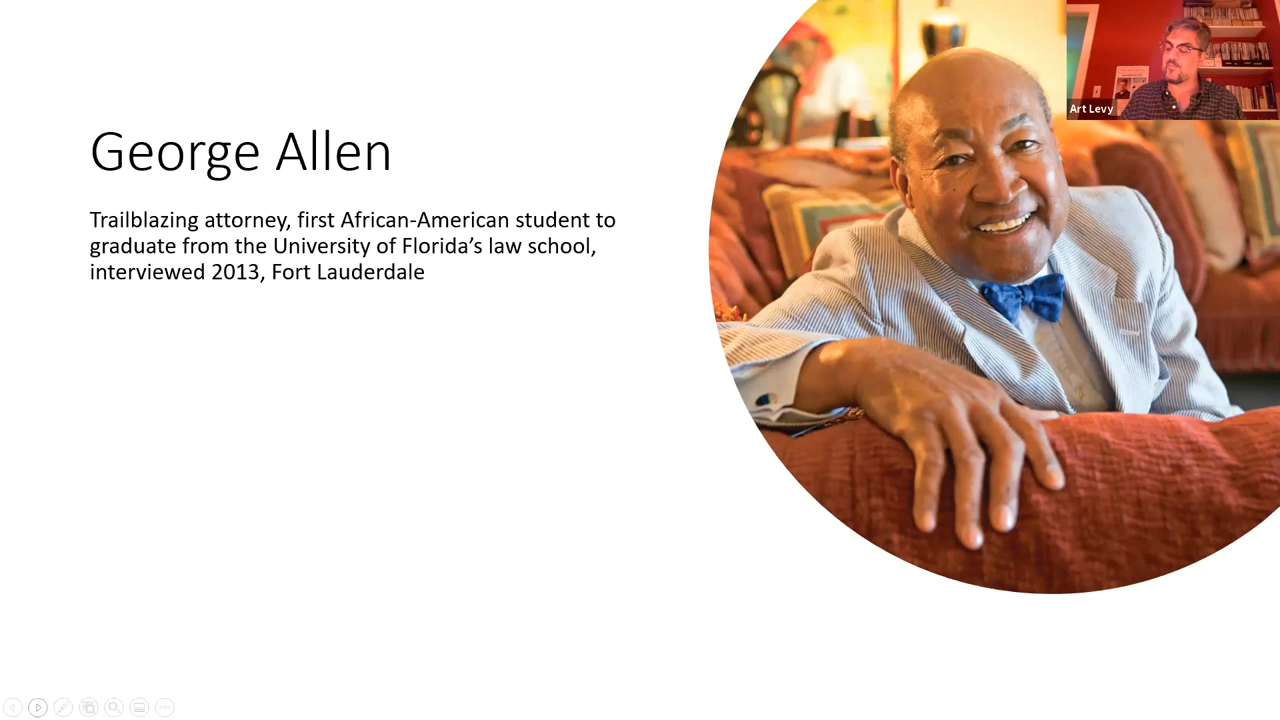 George Allen
Trailblazing attorney, first African-American student to
graduate from the University of Florida’s law school,
interviewed 2013, Fort Lauderdale
Art Levy